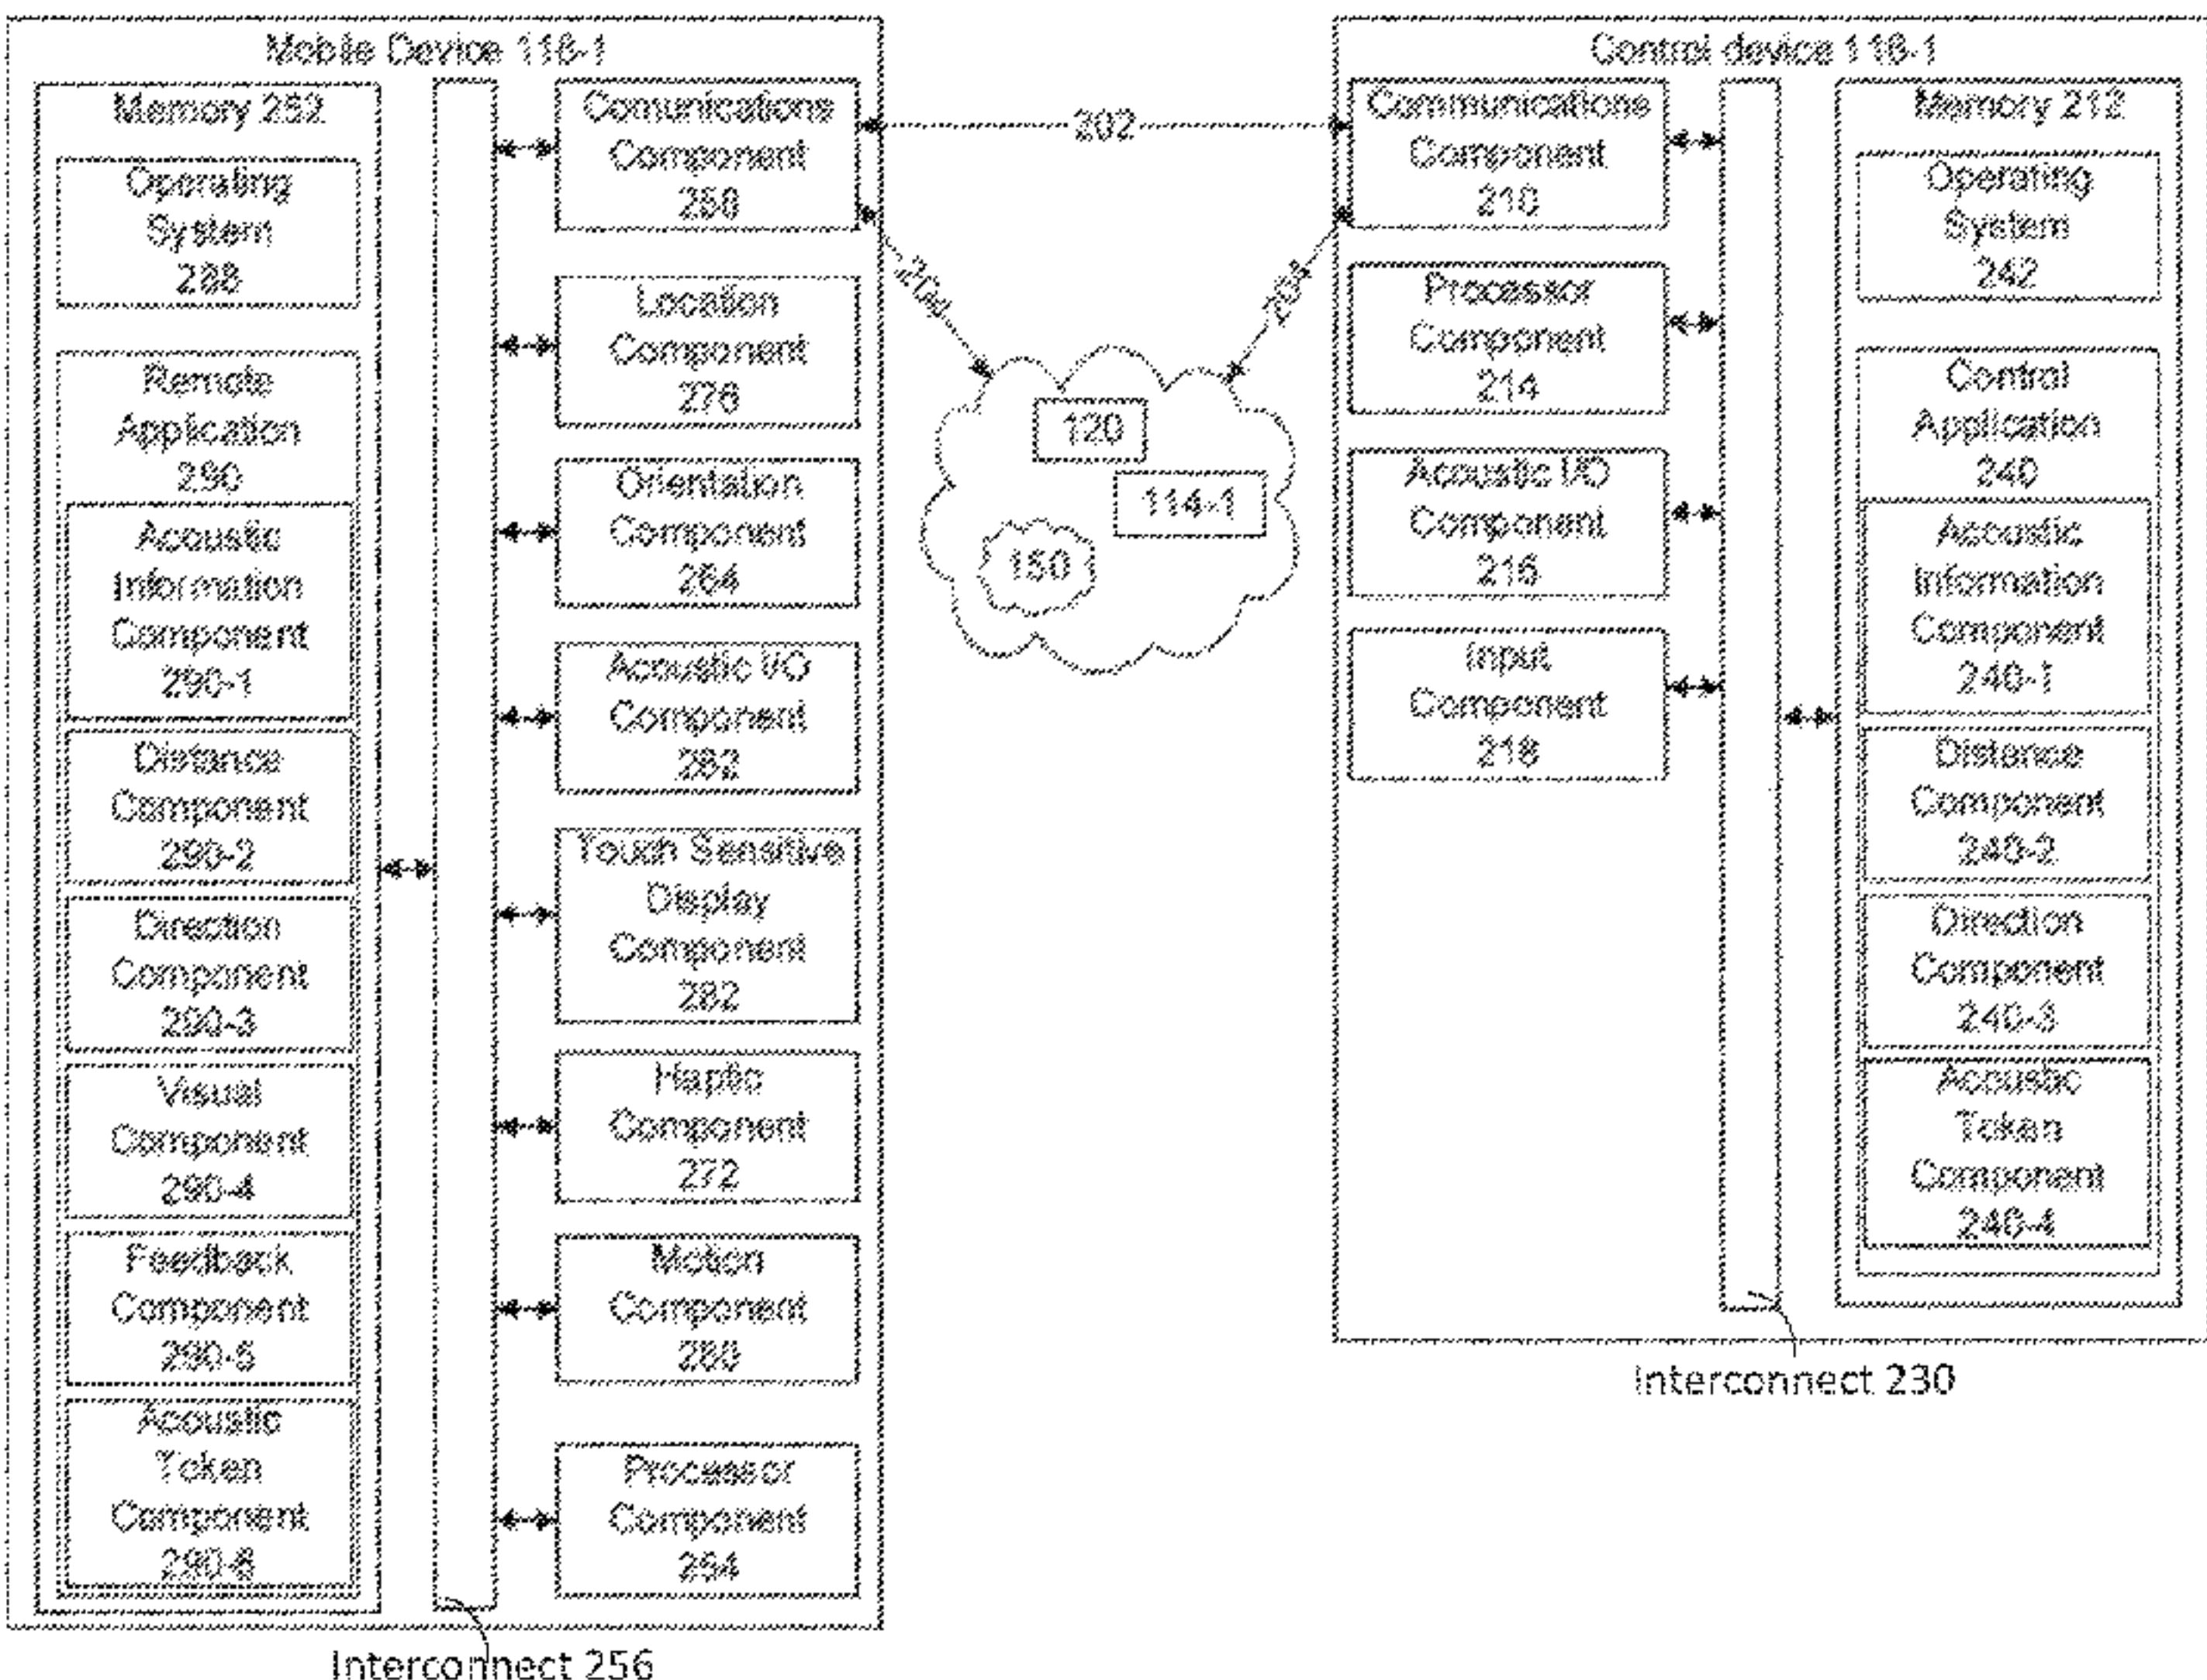 Mobile Device 116-1
Memory 252
Operating
System
288
Remote
Application
290
Acoustic
Information
Component
290-1
Distance
Component
290-2
Direction
Component
290-3
Visual
Component
290-4
Feedback
Component
290-5
Acoustic
Token
Component
290-6
Comunications
Component
Location
Component
276
Orientation
Component
264
Acoustic I/O
Component
262
Touch Sensitive
Display
Component
282
Haptic
Component
272
Motion
Component
Processor
Component
254
Interconnect 256
202
204
204
120
114-1
150
Control device 118-1
Communications
Component
210
Processor
Component
214
Acoustic I/O
Component
216
Input
Component
218
Memory 212
Operating
System
242
Control
Application
240
Acoustic
Information
Component
240-1
Distance
Component
240-2
Direction
Component
240-3
Acoustic
Token
Component
240-4
Interconnect 230